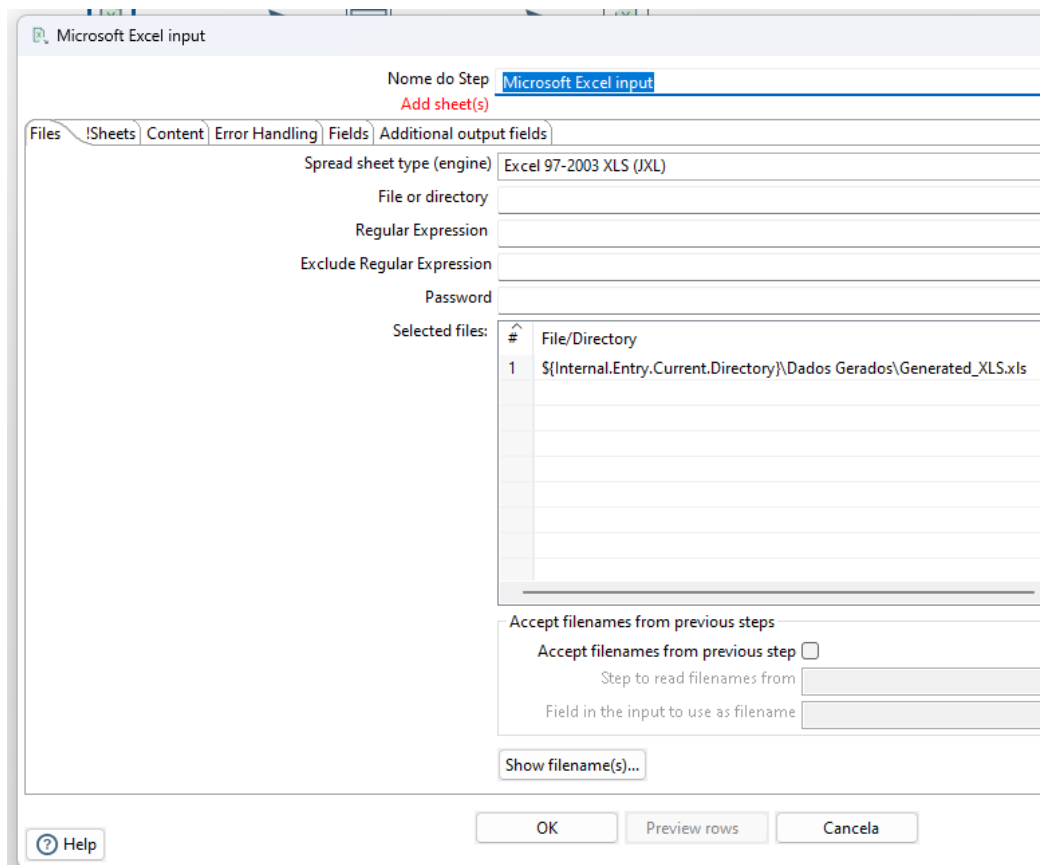 Microsoft Excel input
Nome do Step Microsoft Excel input
Add sheet(s)
Files !Sheets Content Error Handling Fields Additional output fields
Spread sheet type (engine) Excel 97-2003 XLS (JXL)
File or directory
Regular Expression
Exclude Regular Expression
Password
Selected files: # File/Directory
1 ${Internal.Entry.Current.Directory}\Dados Gerados\Generated_XLS.xls
Accept filenames from previous steps
Accept filenames from previous step
Step to read filenames from
Field in the input to use as filename
Show filename(s)...
OK Preview rows Cancela
Help